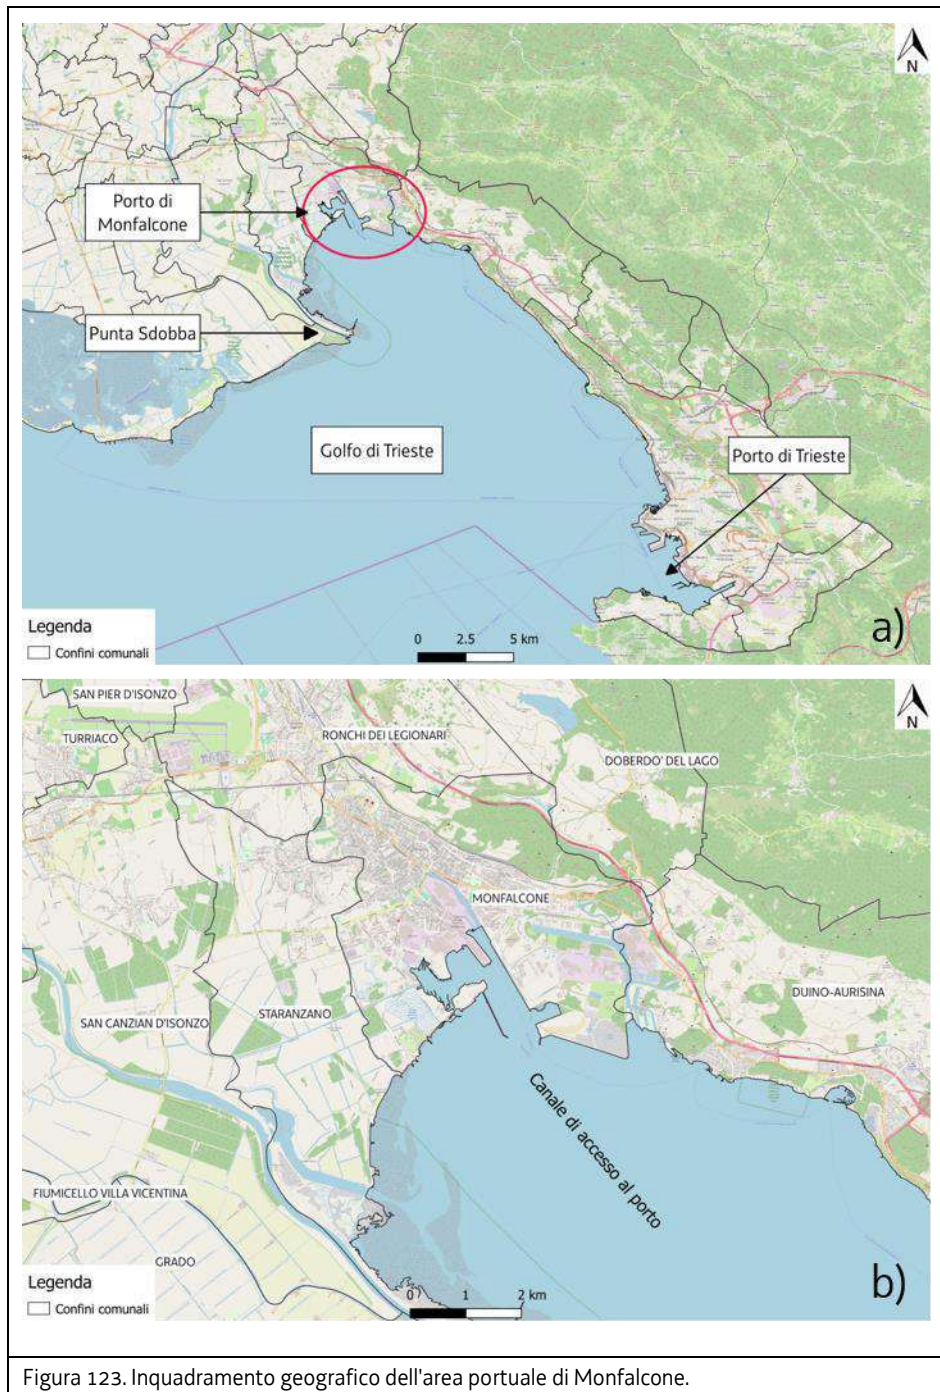 N
Porto di
Monfalcone
Punta Sdobba
Golfo di Trieste
Porto di Trieste
Legenda
Confini comunali
0 2.5 5 km
a)
SAN PIER D'ISONZO
N
TURRIACO
RONCHI DEI LEGIONARI
DOBERDO' DEL LAGO
MONFALCONE
DUINO-AURISINA
STARANZANO
SAN CANZIAN D'ISONZO
Canale di accesso al porto
FIUMICELLO VILLA VICENTINA
GRADO
Legenda
Confini comunali
0 1 2 km
b)
Figura 123. Inquadramento geografico dell'area portuale di Monfalcone.